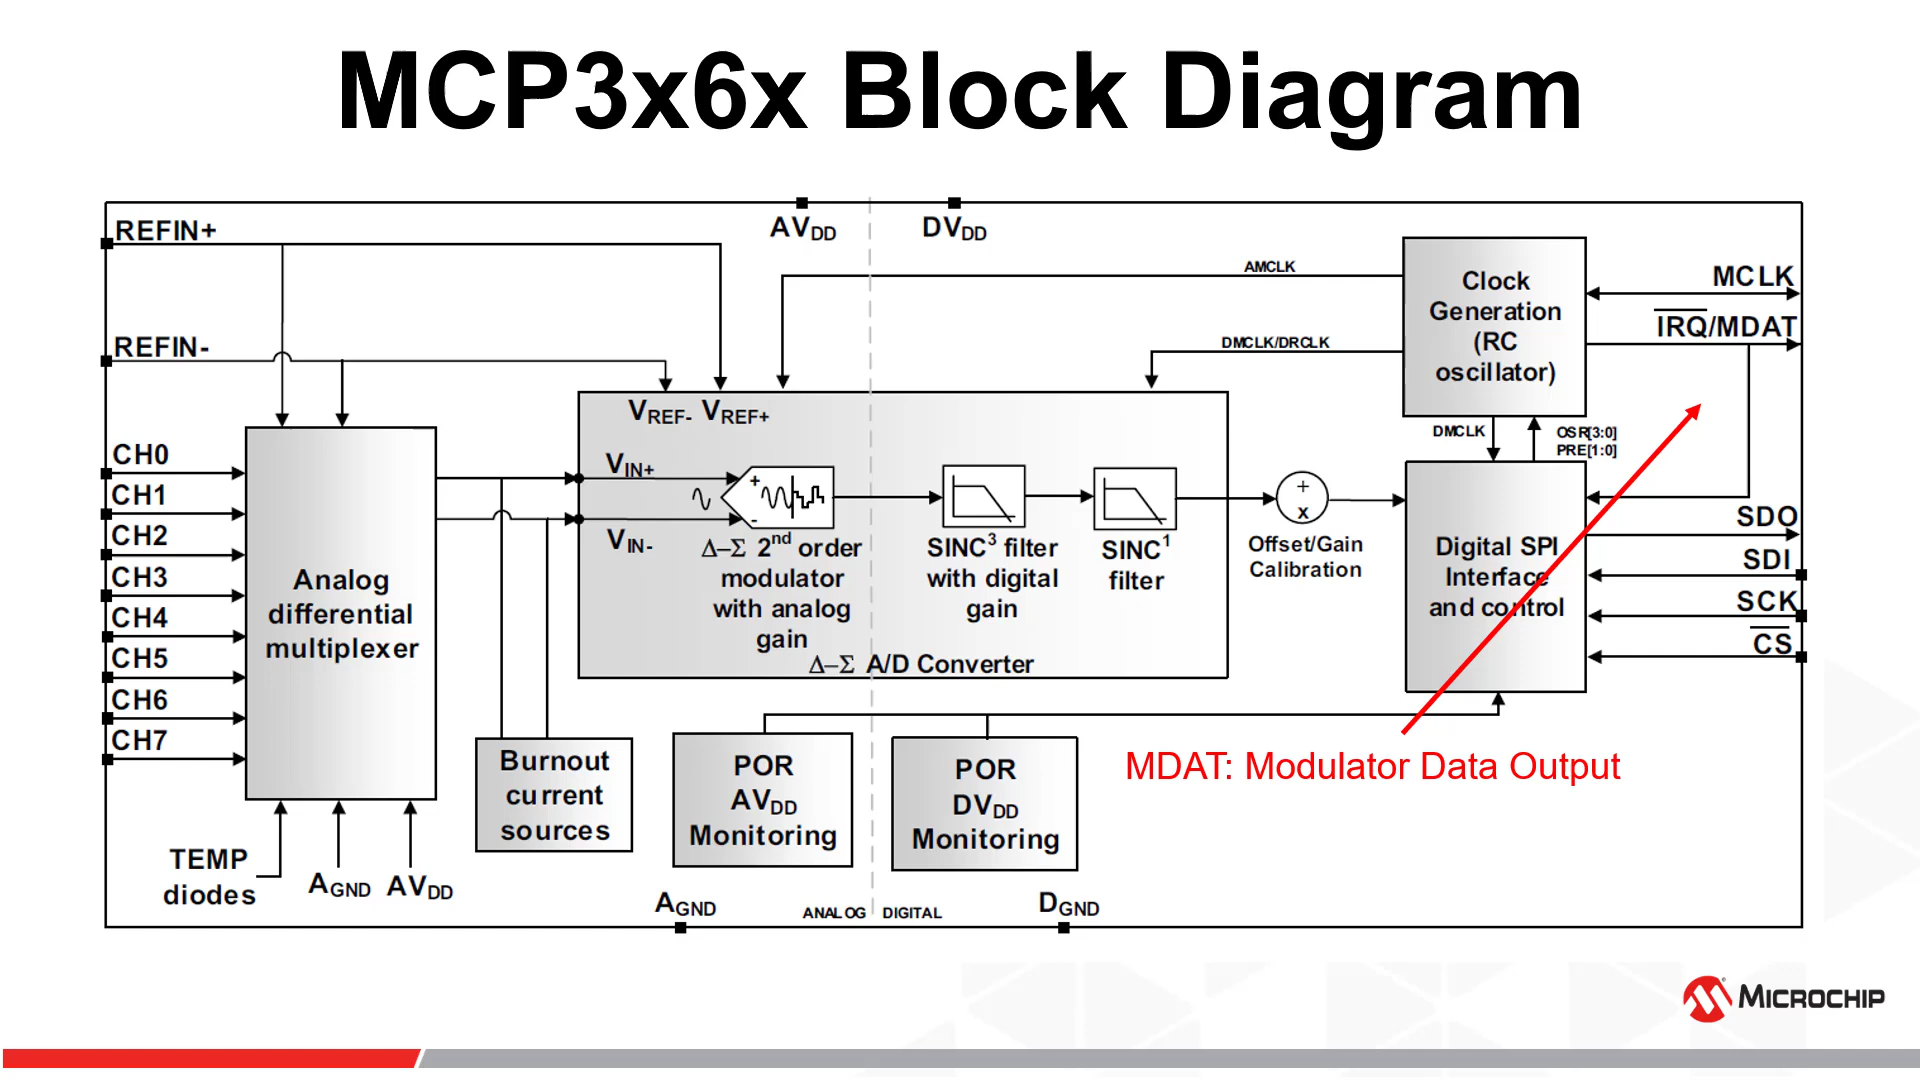 MCP3x6x Block Diagram
REFIN+
AVDD
DVDD
AMCLK
Clock
Generation
(RC
oscillator)
MCLK
IRQ/MDAT
REFIN-
DMCLK/DRCLK
VREF- VREF+
DMCLK
OSR[3:0]
PRE[1:0]
CH0
CH1
CH2
CH3
CH4
CH5
CH6
CH7
Analog
differential
multiplexer
VIN+
VIN-
+
-
Δ–Σ 2nd order
modulator
with analog
gain
SINC3 filter
with digital
gain
SINC1
filter
Δ–Σ A/D Converter
+
x
Offset/Gain
Calibration
Digital SPI
Interface
and control
SDO
SDI
SCK
CS
Burnout
current
sources
POR
AVDD
Monitoring
POR
DVDD
Monitoring
MDAT: Modulator Data Output
TEMP
diodes
AGND
AVDD
AGND
ANALOG
DIGITAL
DGND
MICROCHIP